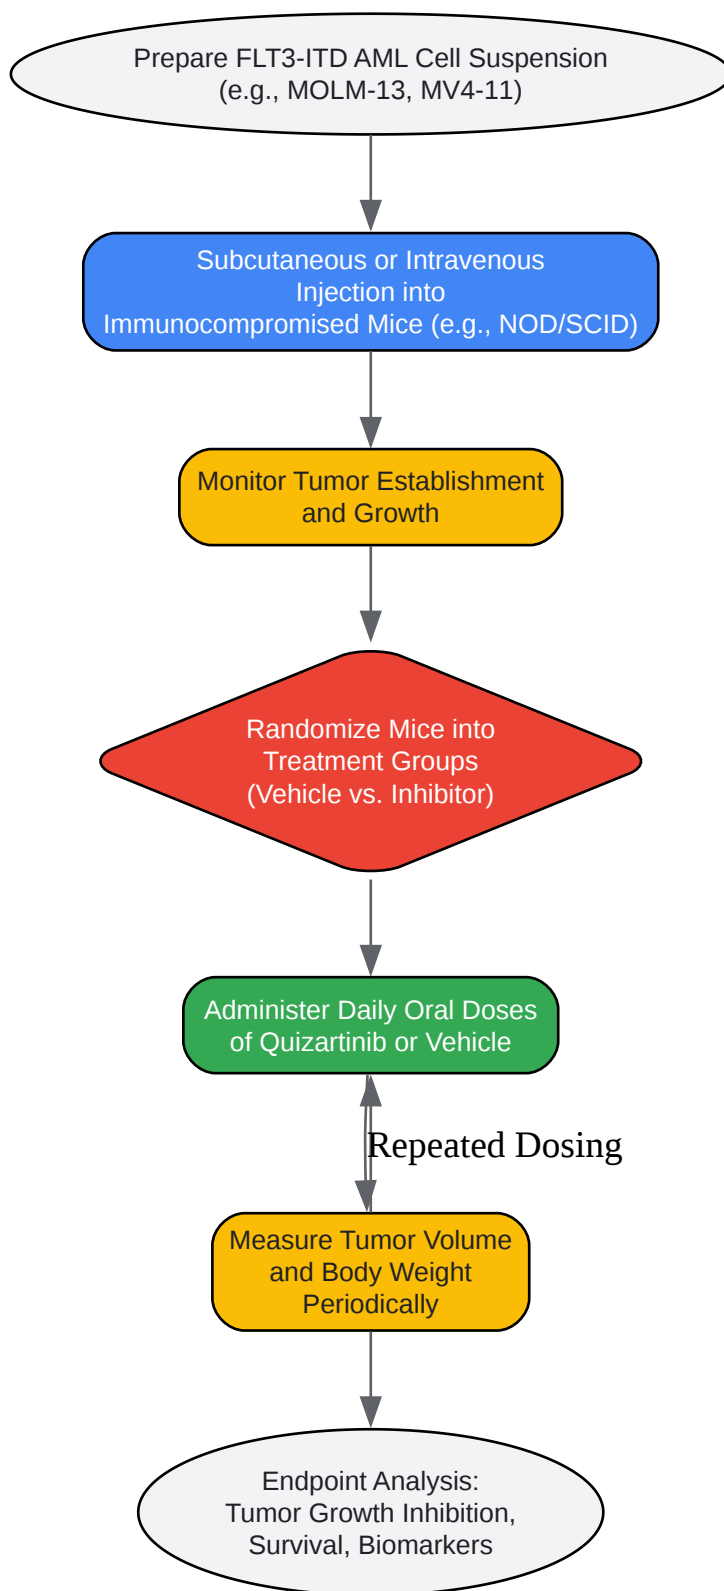 Prepare FLT3-ITD AML Cell Suspension
(e.g., MOLM-13, MV4-11)
Subcutaneous or Intravenous
Injection into
Immunocompromised Mice (e.g., NOD/SCID)
Monitor Tumor Establishment
and Growth
Randomize Mice into
Treatment Groups
(Vehicle vs. Inhibitor)
Administer Daily Oral Doses
of Quizartinib or Vehicle
Repeated Dosing
Measure Tumor Volume
and Body Weight
Periodically
Endpoint Analysis:
Tumor Growth Inhibition,
Survival, Biomarkers